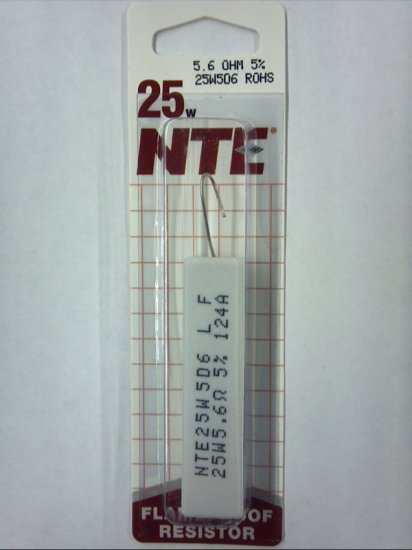 5.6 OHM 5%
25W5D6 ROHS
25W
NTE®
NTE25W5D6 L F
25W5.6Ω 5% 124A
RESISTOR